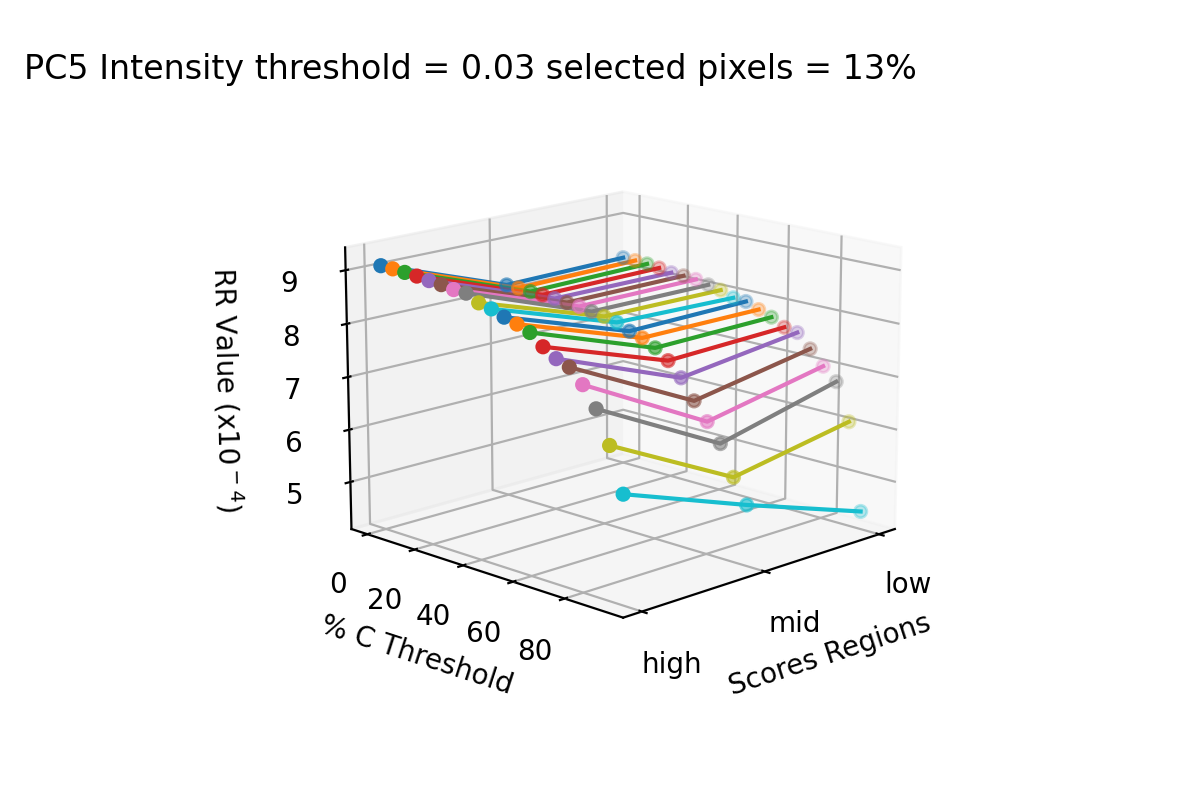 PC5 Intensity threshold = 0.03 selected pixels = 13%
RR Value (x10⁻⁴)
9
8
7
6
5
0
20
40
60
80
% C Threshold
high
mid
low
Scores Regions